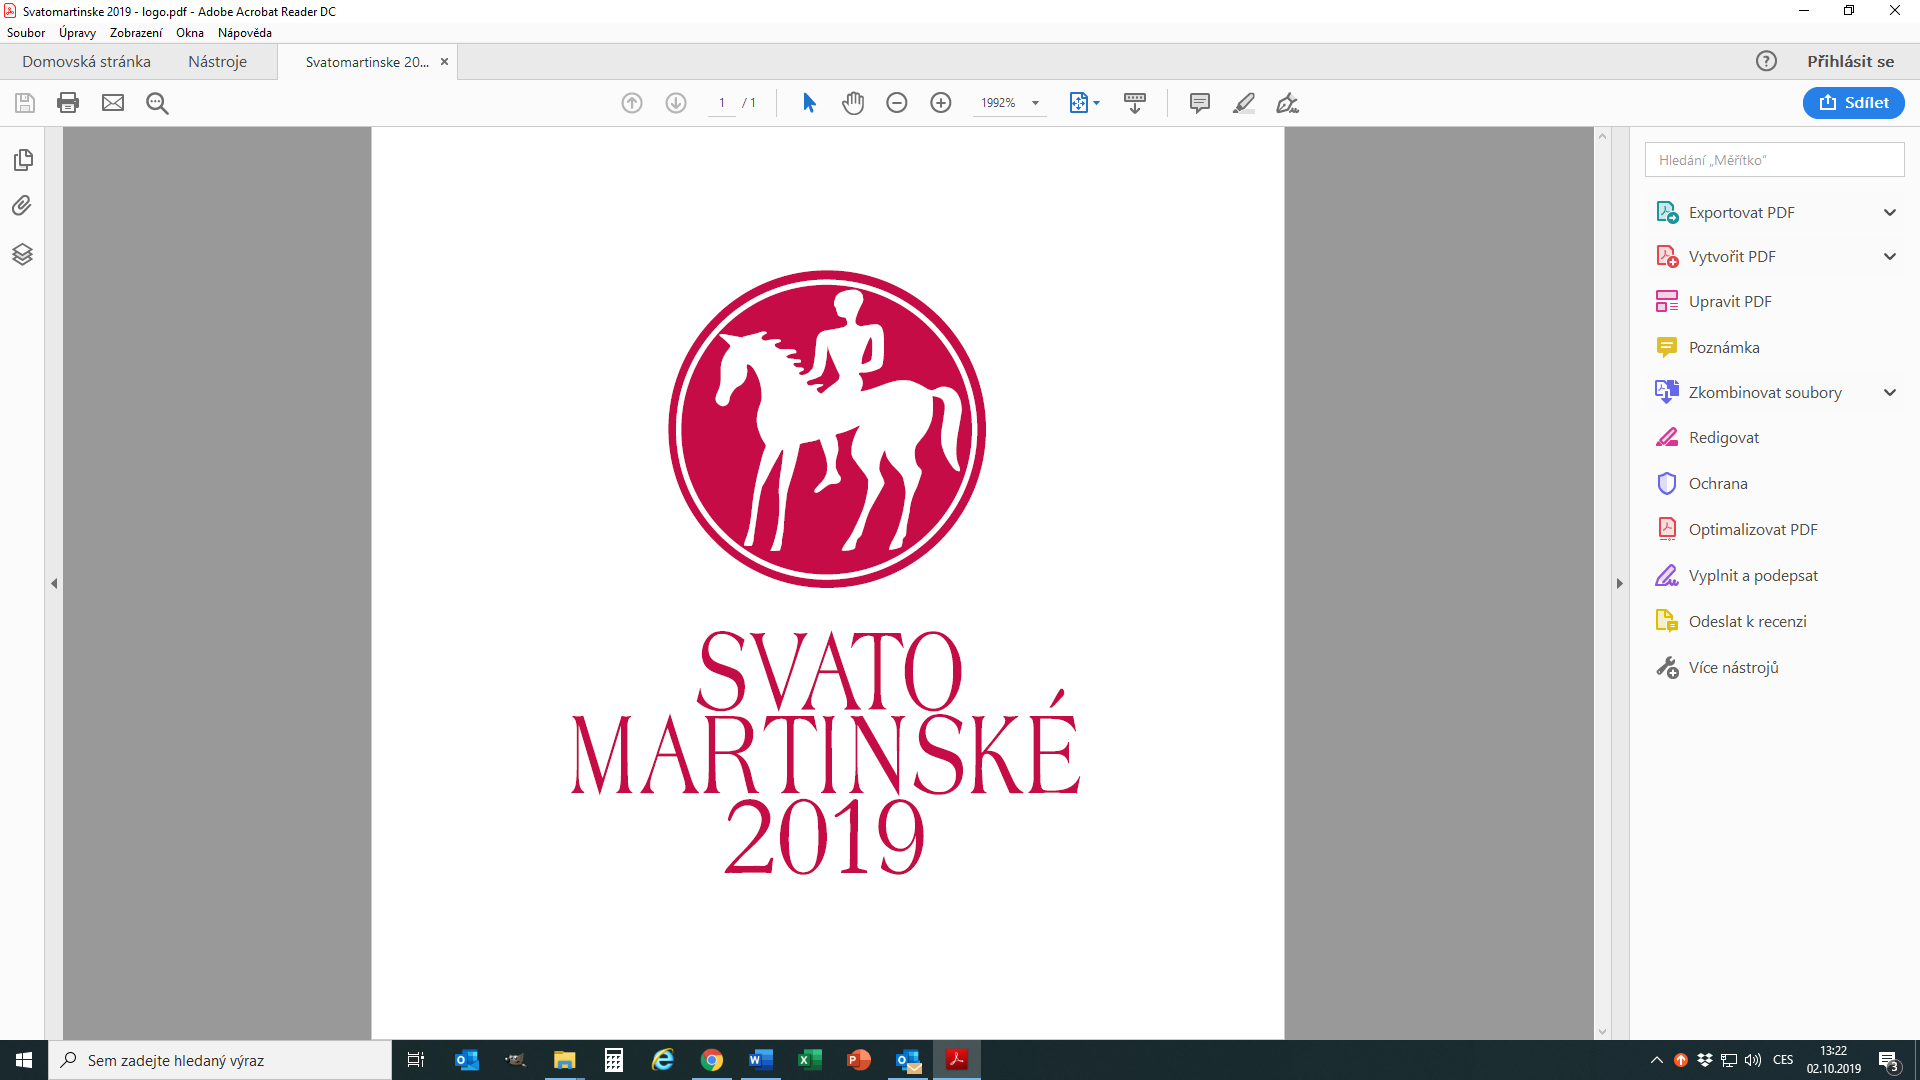 Svatomartinske 2019 - logo.pdf - Adobe Acrobat Reader DC
Soubor Úpravy Zobrazení Okna Nápověda
Domovská stránka Nástroje Svatomartinske 20... Přihlásit se
1 / 1 1992% Sdílet
Hledání „Měřítko“
Exportovat PDF
Vytvořit PDF
Upravit PDF
Poznámka
Zkombinovat soubory
Redigovat
Ochrana
Optimalizovat PDF
Vyplnit a podepsat
Odeslat k recenzi
Více nástrojů
SVATO
MARTINSKÉ
2019
Sem zadejte hledaný výraz
CES
13:22
02.10.2019
3